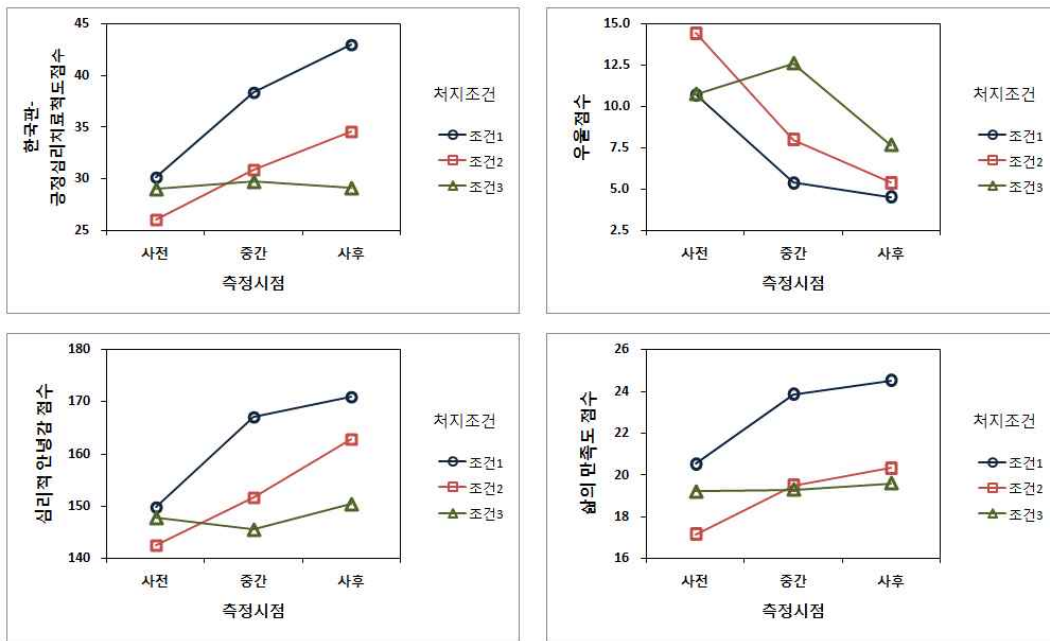 한국판-
긍정심리치료척도점수
45
40
35
30
25
사전 중간 사후
측정시점
처지조건
조건1
조건2
조건3
우울점수
15.0
12.5
10.0
7.5
5.0
2.5
사전 중간 사후
측정시점
처지조건
조건1
조건2
조건3
심리적 안녕감 점수
180
170
160
150
140
사전 중간 사후
측정시점
처지조건
조건1
조건2
조건3
삶의 만족도 점수
26
24
22
20
18
16
사전 중간 사후
측정시점
처지조건
조건1
조건2
조건3